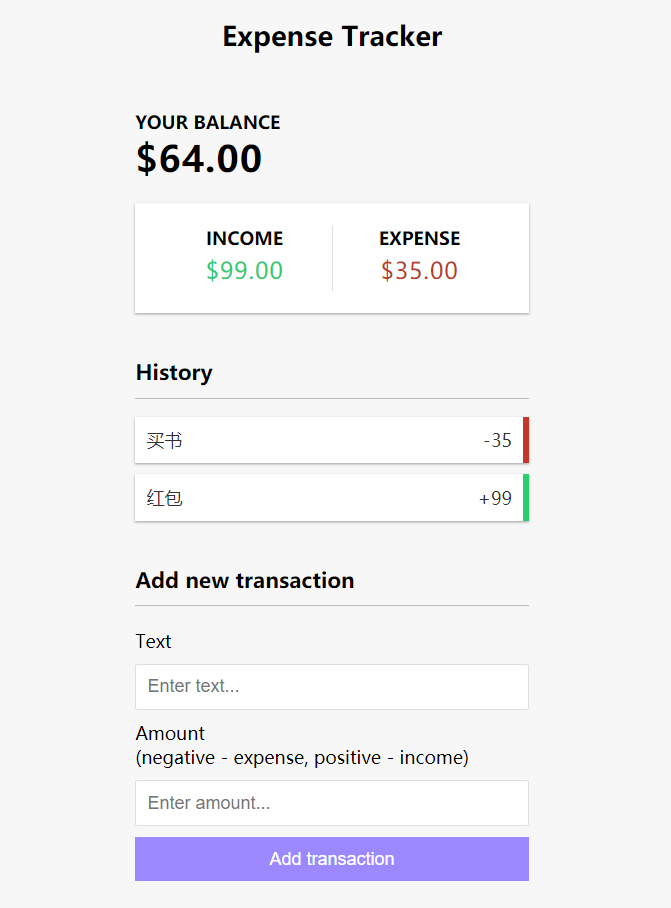 Expense Tracker
YOUR BALANCE
$64.00
INCOME EXPENSE
$99.00 $35.00
History
买书 -35
红包 +99
Add new transaction
Text
Enter text...
Amount
(negative - expense, positive - income)
Enter amount...
Add transaction